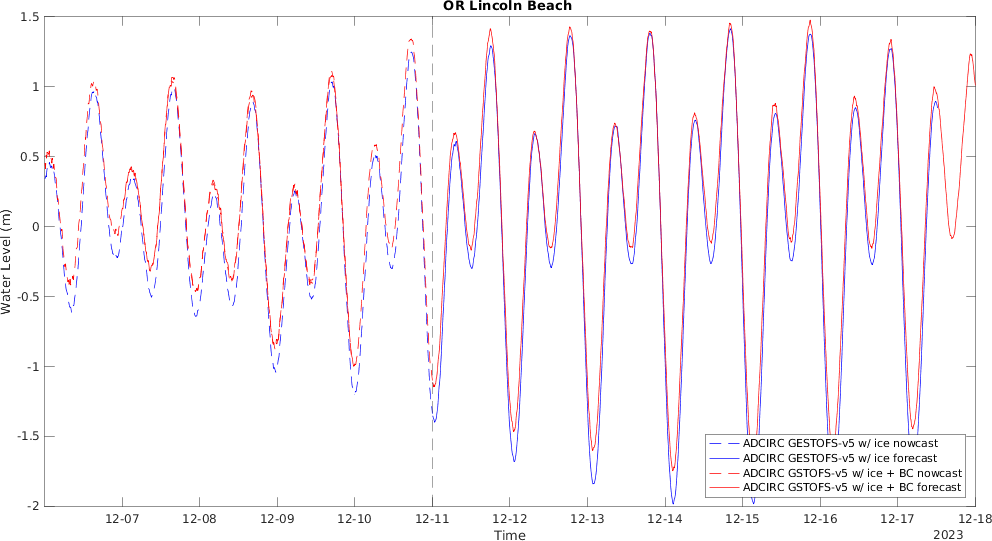 OR Lincoln Beach
1.5
1
0.5
0
-0.5
-1
-1.5
-2
Water Level (m)
ADCIRC GESTOFS-v5 w/ ice nowcast
ADCIRC GESTOFS-v5 w/ ice forecast
ADCIRC GSTOFS-v5 w/ ice + BC nowcast
ADCIRC GSTOFS-v5 w/ ice + BC forecast
12-07 12-08 12-09 12-10 12-11 12-12 12-13 12-14 12-15 12-16 12-17 12-18
Time
2023